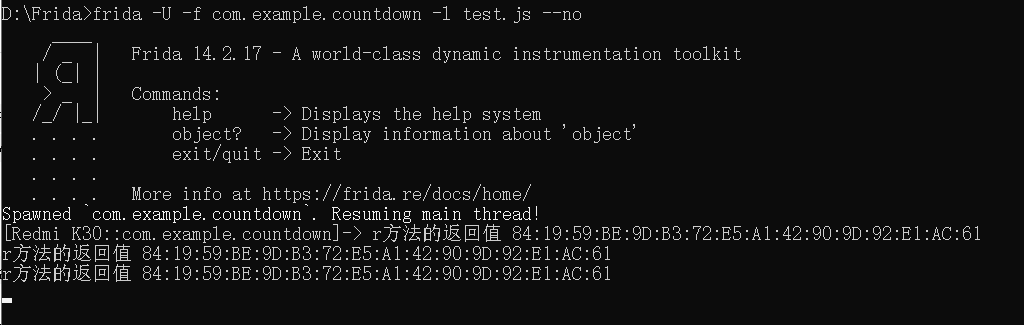 D:\Frida>frida -U -f com.example.countdown -l test.js --no
Frida 14.2.17 - A world-class dynamic instrumentation toolkit
Commands:
help -> Displays the help system
object? -> Display information about 'object'
exit/quit -> Exit
More info at https://frida.re/docs/home/
Spawned `com.example.countdown`. Resuming main thread!
[Redmi K30::com.example.countdown]-> r方法的返回值 84:19:59:BE:9D:B3:72:E5:A1:42:90:9D:92:E1:AC:61
r方法的返回值 84:19:59:BE:9D:B3:72:E5:A1:42:90:9D:92:E1:AC:61
r方法的返回值 84:19:59:BE:9D:B3:72:E5:A1:42:90:9D:92:E1:AC:61